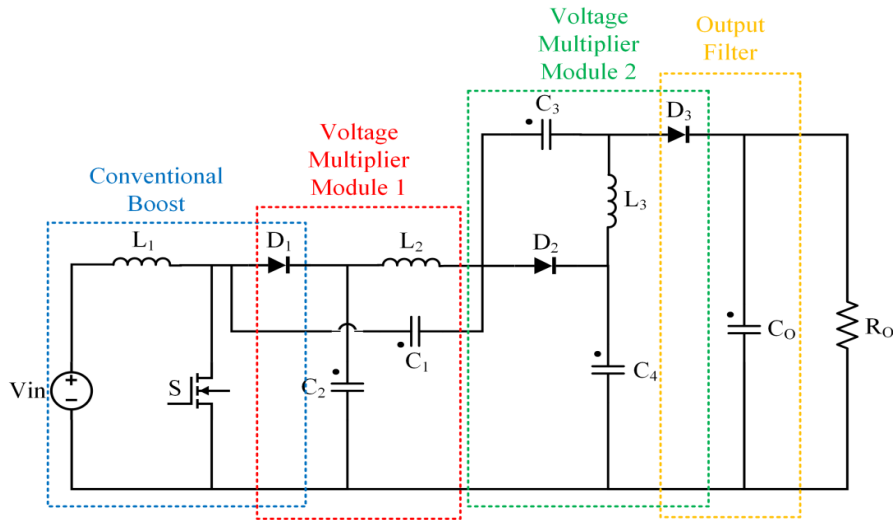 Voltage
Multiplier
Module 2
Output
Filter
Voltage
Multiplier
Module 1
Conventional
Boost
C3
D3
L1
D1
L2
D2
L3
C1
C2
C4
CO
RO
Vin
S